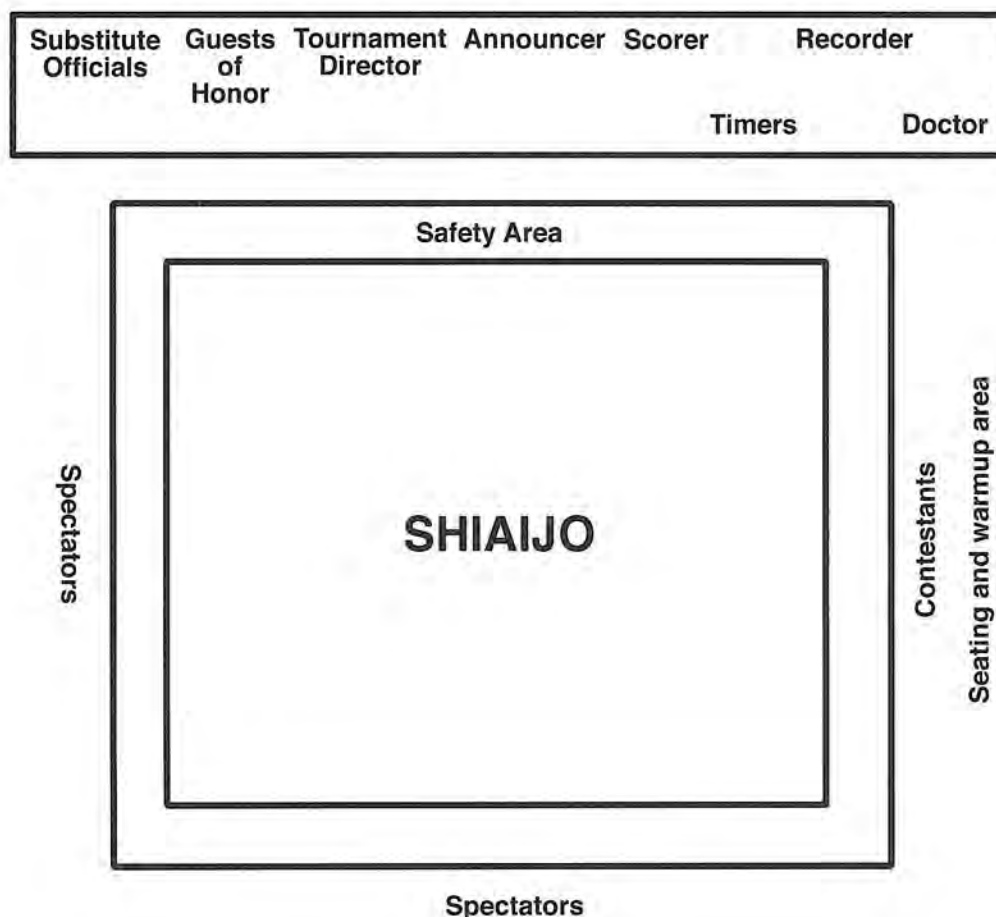 Substitute Officials
Guests of Honor
Tournament Director
Announcer
Scorer
Recorder
Timers
Doctor
Safety Area
Spectators
SHIAIJO
Contestants
Seating and warmup area
Spectators